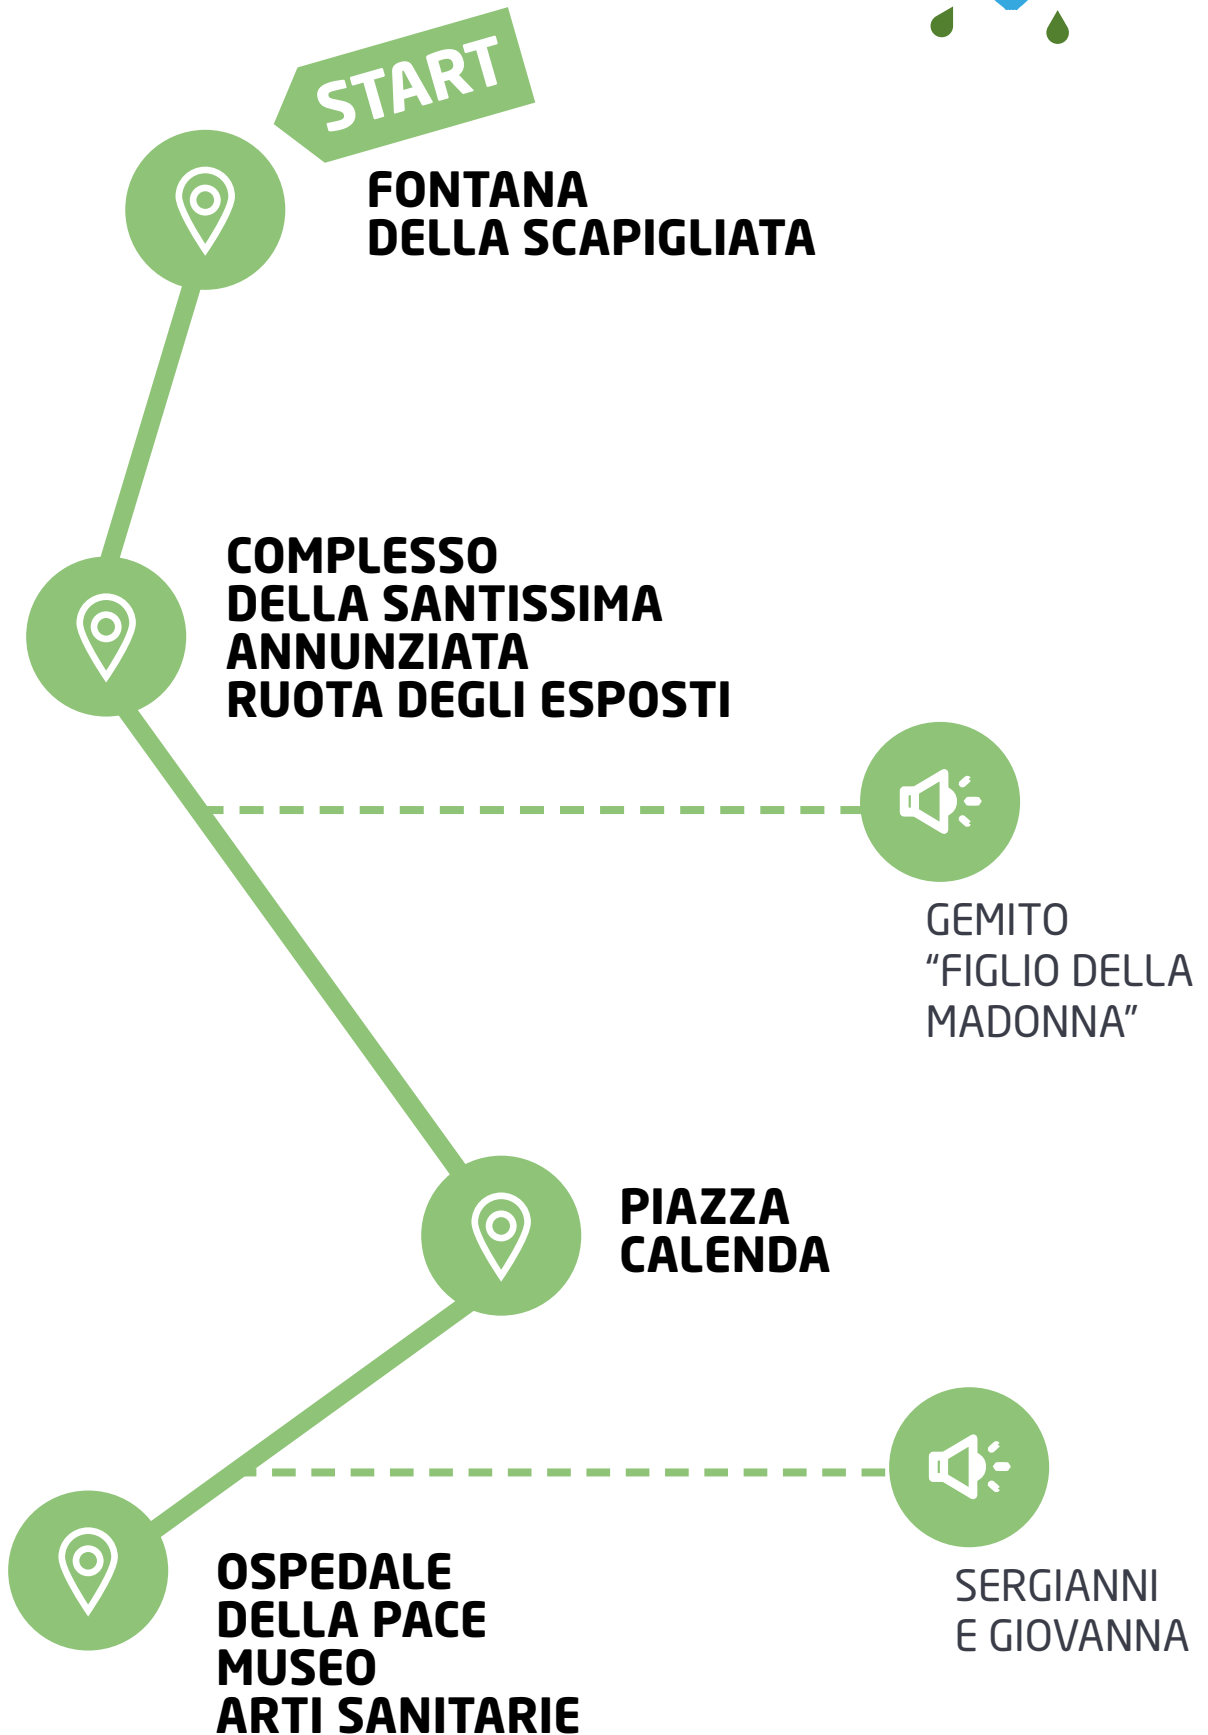 START
FONTANA
DELLA SCAPIGLIATA
COMPLESSO
DELLA SANTISSIMA
ANNUNZIATA
RUOTA DEGLI ESPOSTI
GEMITO
“FIGLIO DELLA
MADONNA”
PIAZZA
CALENDA
SERGIANNI
E GIOVANNA
OSPEDALE
DELLA PACE
MUSEO
ARTI SANITARIE